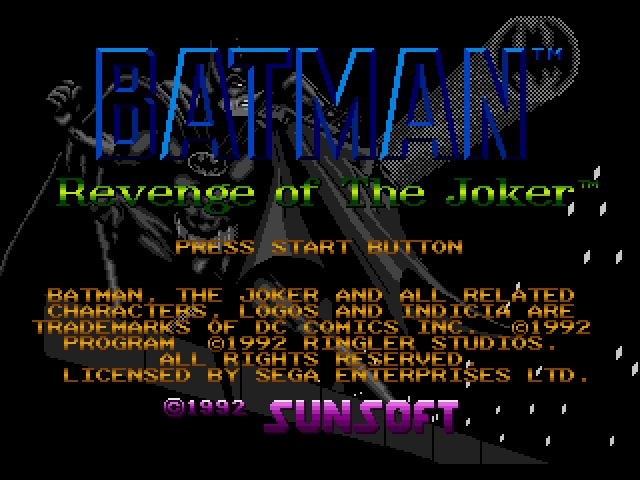 BATMAN™
Revenge of The Joker™
PRESS START BUTTON
BATMAN, THE JOKER AND ALL RELATED
CHARACTERS, LOGOS AND INDICIA ARE
TRADEMARKS OF DC COMICS INC. ©1992
PROGRAM ©1992 RINGLER STUDIOS.
ALL RIGHTS RESERVED.
LICENSED BY SEGA ENTERPRISES LTD.
©1992 SUNSOFT